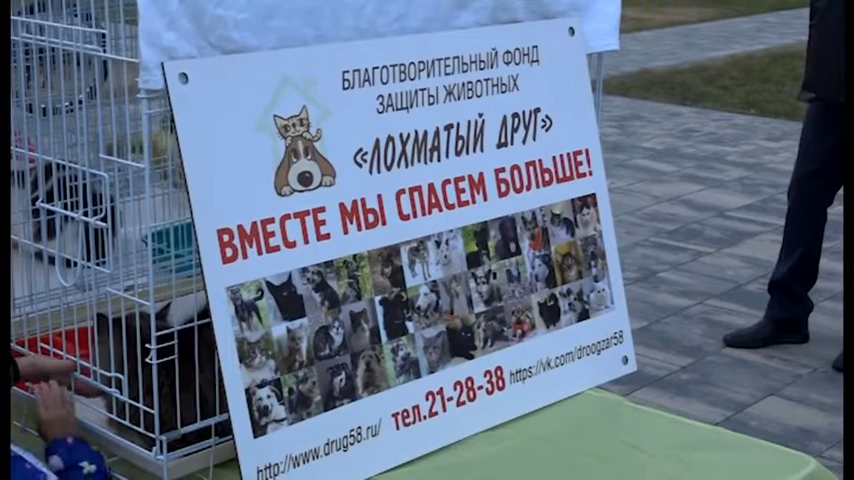 БЛАГОТВОРИТЕЛЬНЫЙ ФОНД
ЗАЩИТЫ ЖИВОТНЫХ
«ЛОХМАТЫЙ ДРУГ»
ВМЕСТЕ МЫ СПАСЕМ БОЛЬШЕ!
http://www.drug58.ru/ тел.21-28-38 https://vk.com/droogzar58